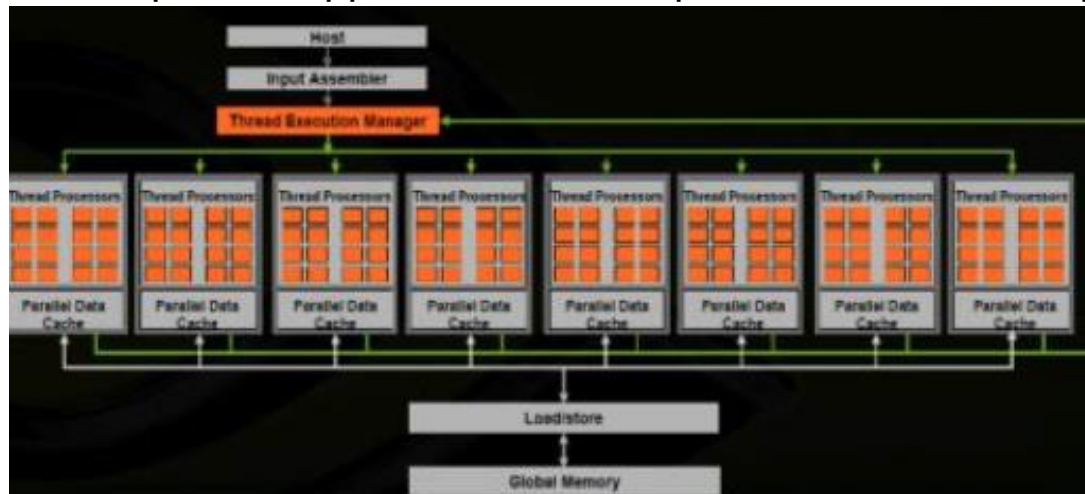 Host
Input Assembler
Thread Execution Manager
Thread Processors
Thread Processors
Thread Processors
Thread Processors
Thread Processors
Thread Processors
Thread Processors
Thread Processors
Parallel Data
Cache
Parallel Data
Cache
Parallel Data
Cache
Parallel Data
Cache
Parallel Data
Cache
Parallel Data
Cache
Parallel Data
Cache
Parallel Data
Cache
Load/store
Global Memory